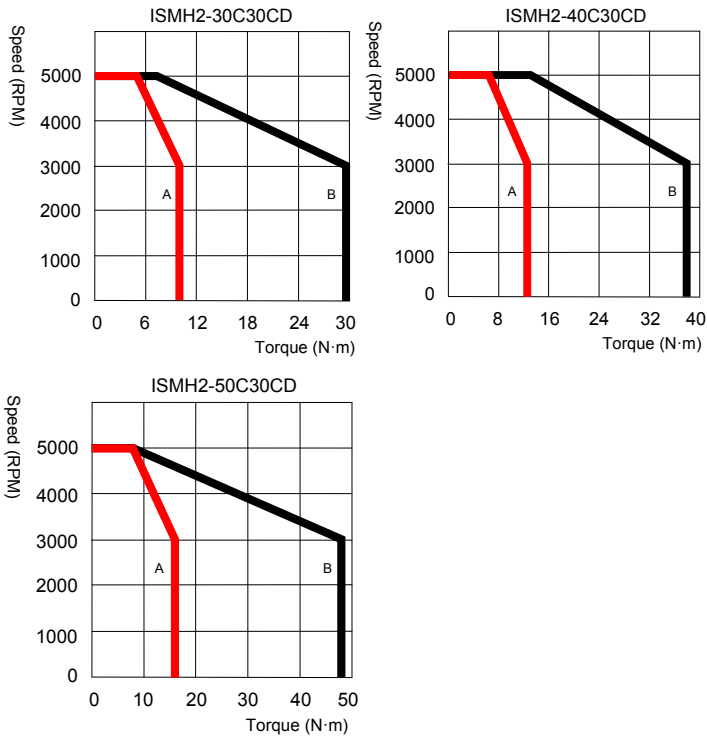 ISMH2-30C30CD
Speed (RPM)
5000
4000
3000
2000
1000
0
A
B
0 6 12 18 24 30
Torque (N·m)
ISMH2-40C30CD
Speed (RPM)
5000
4000
3000
2000
1000
0
A
B
0 8 16 24 32 40
Torque (N·m)
ISMH2-50C30CD
Speed (RPM)
5000
4000
3000
2000
1000
0
A
B
0 10 20 30 40 50
Torque (N·m)